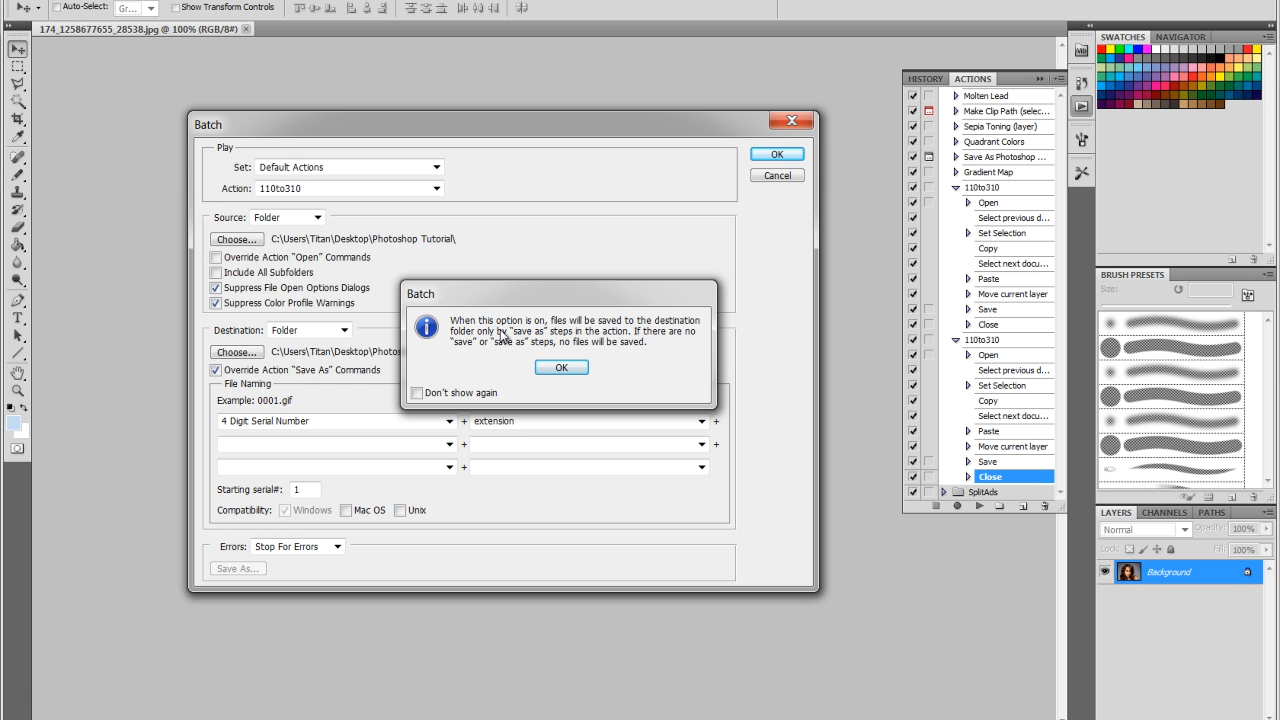 Auto-Select:
Gr...
Show Transform Controls
174_1258677655_28538.jpg @ 100% (RGB/8#)
Batch
Play
Set: Default Actions
Action: 110to310
OK
Cancel
Source: Folder
Choose... C:\Users\Titan\Desktop\Photoshop Tutorial\
Override Action "Open" Commands
Include All Subfolders
Suppress File Open Options Dialogs
Suppress Color Profile Warnings
Destination: Folder
Choose... C:\Users\Titan\Desktop\Photos
Override Action "Save As" Commands
File Naming
Example: 0001.gif
4 Digit Serial Number + extension +
+ +
+
Starting serial#: 1
Compatibility: Windows Mac OS Unix
Errors: Stop For Errors
Save As...
Batch
When this option is on, files will be saved to the destination
folder only by "save as" steps in the action. If there are no
"save" or "save as" steps, no files will be saved.
OK
Don't show again
HISTORY ACTIONS
Molten Lead
Make Clip Path (selec...
Sepia Toning (layer)
Quadrant Colors
Save As Photoshop ...
Gradient Map
110to310
Open
Select previous d...
Set Selection
Copy
Select next docu...
Paste
Move current layer
Save
Close
110to310
Open
Select previous d...
Set Selection
Copy
Select next docu...
Paste
Move current layer
Save
Close
SplitAds
SWATCHES NAVIGATOR
BRUSH PRESETS
Size:
LAYERS CHANNELS PATHS
Normal Opacity: 100%
Lock: Fill: 100%
Background